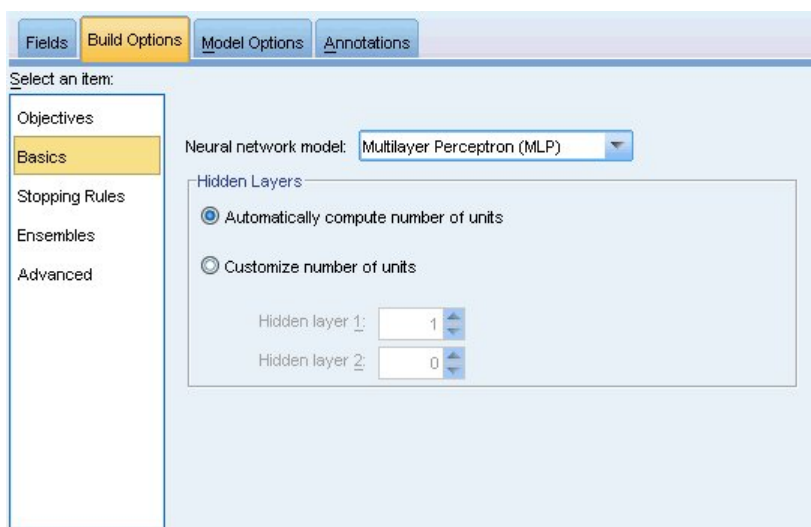 Fields Build Options Model Options Annotations
Select an item:
Objectives
Basics
Stopping Rules
Ensembles
Advanced
Neural network model: Multilayer Perceptron (MLP)
Hidden Layers
Automatically compute number of units
Customize number of units
Hidden layer 1: 1
Hidden layer 2: 0